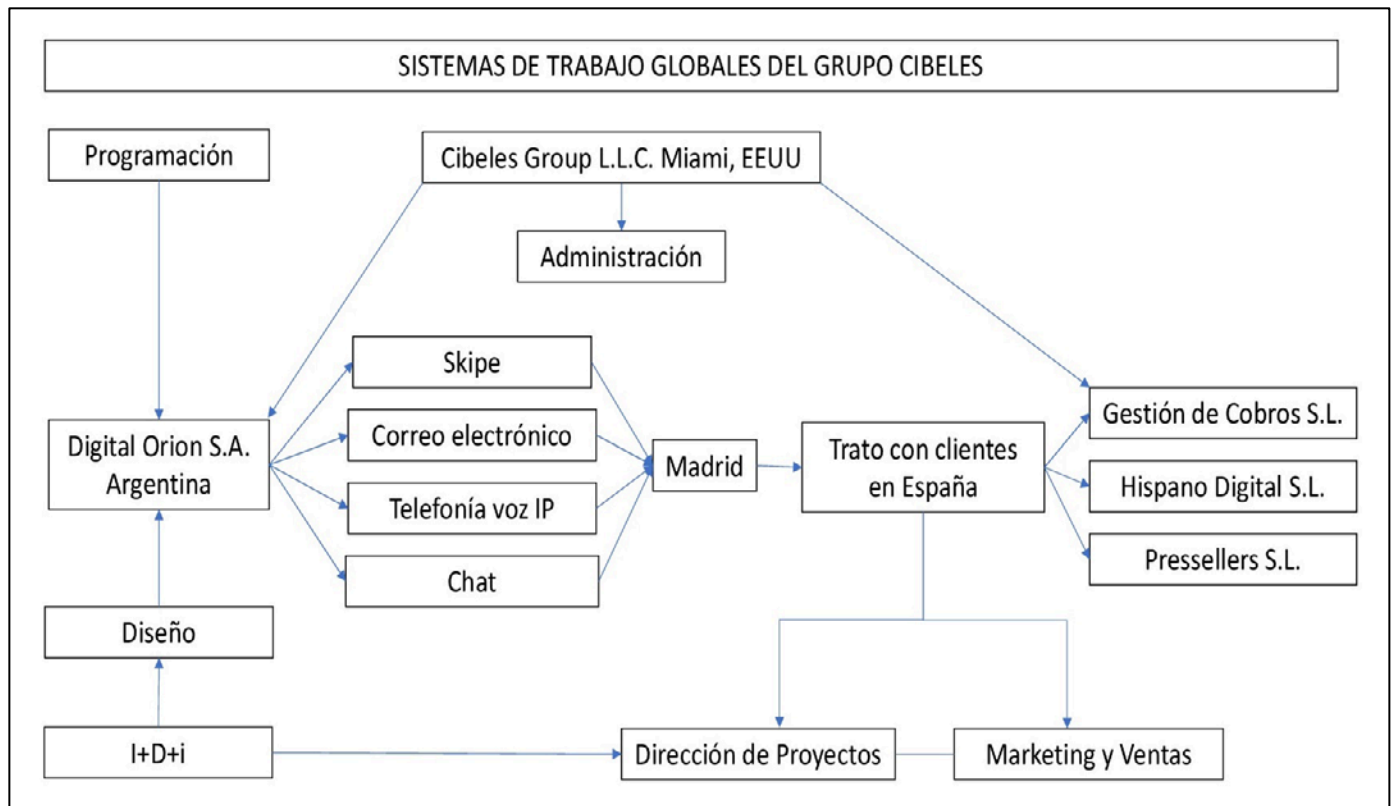 SISTEMAS DE TRABAJO GLOBALES DEL GRUPO CIBELES
Programación
Cibeles Group L.L.C. Miami, EEUU
Administración
Skipe
Correo electrónico
Telefonía voz IP
Chat
Digital Orion S.A.
Argentina
Madrid
Trato con clientes
en España
Gestión de Cobros S.L.
Hispano Digital S.L.
Pressellers S.L.
Diseño
I+D+i
Dirección de Proyectos
Marketing y Ventas